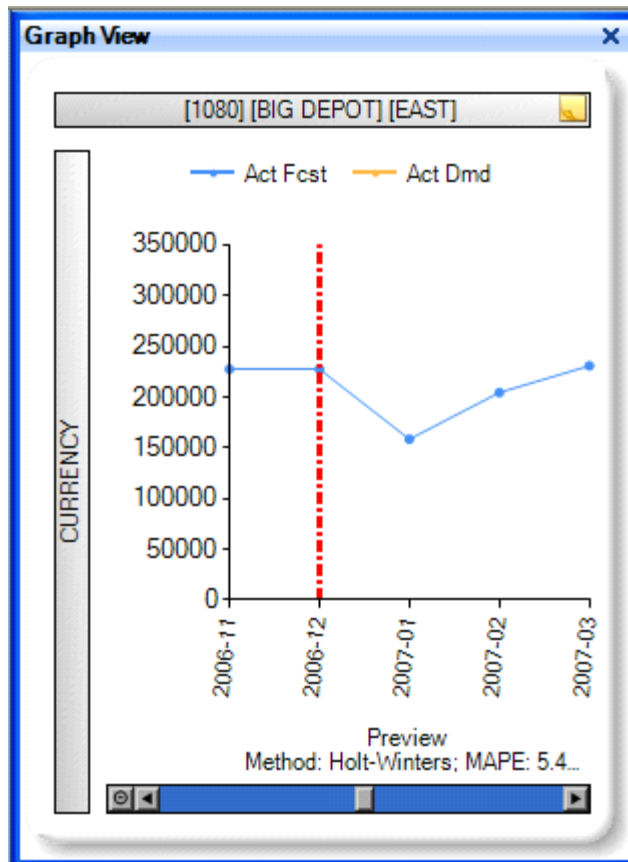 Graph View
[1080] [BIG DEPOT] [EAST]
Act Fcst Act Dmd
CURRENCY
350000
300000
250000
200000
150000
100000
50000
0
2006-11 2006-12 2007-01 2007-02 2007-03
Preview
Method: Holt-Winters; MAPE: 5.4...